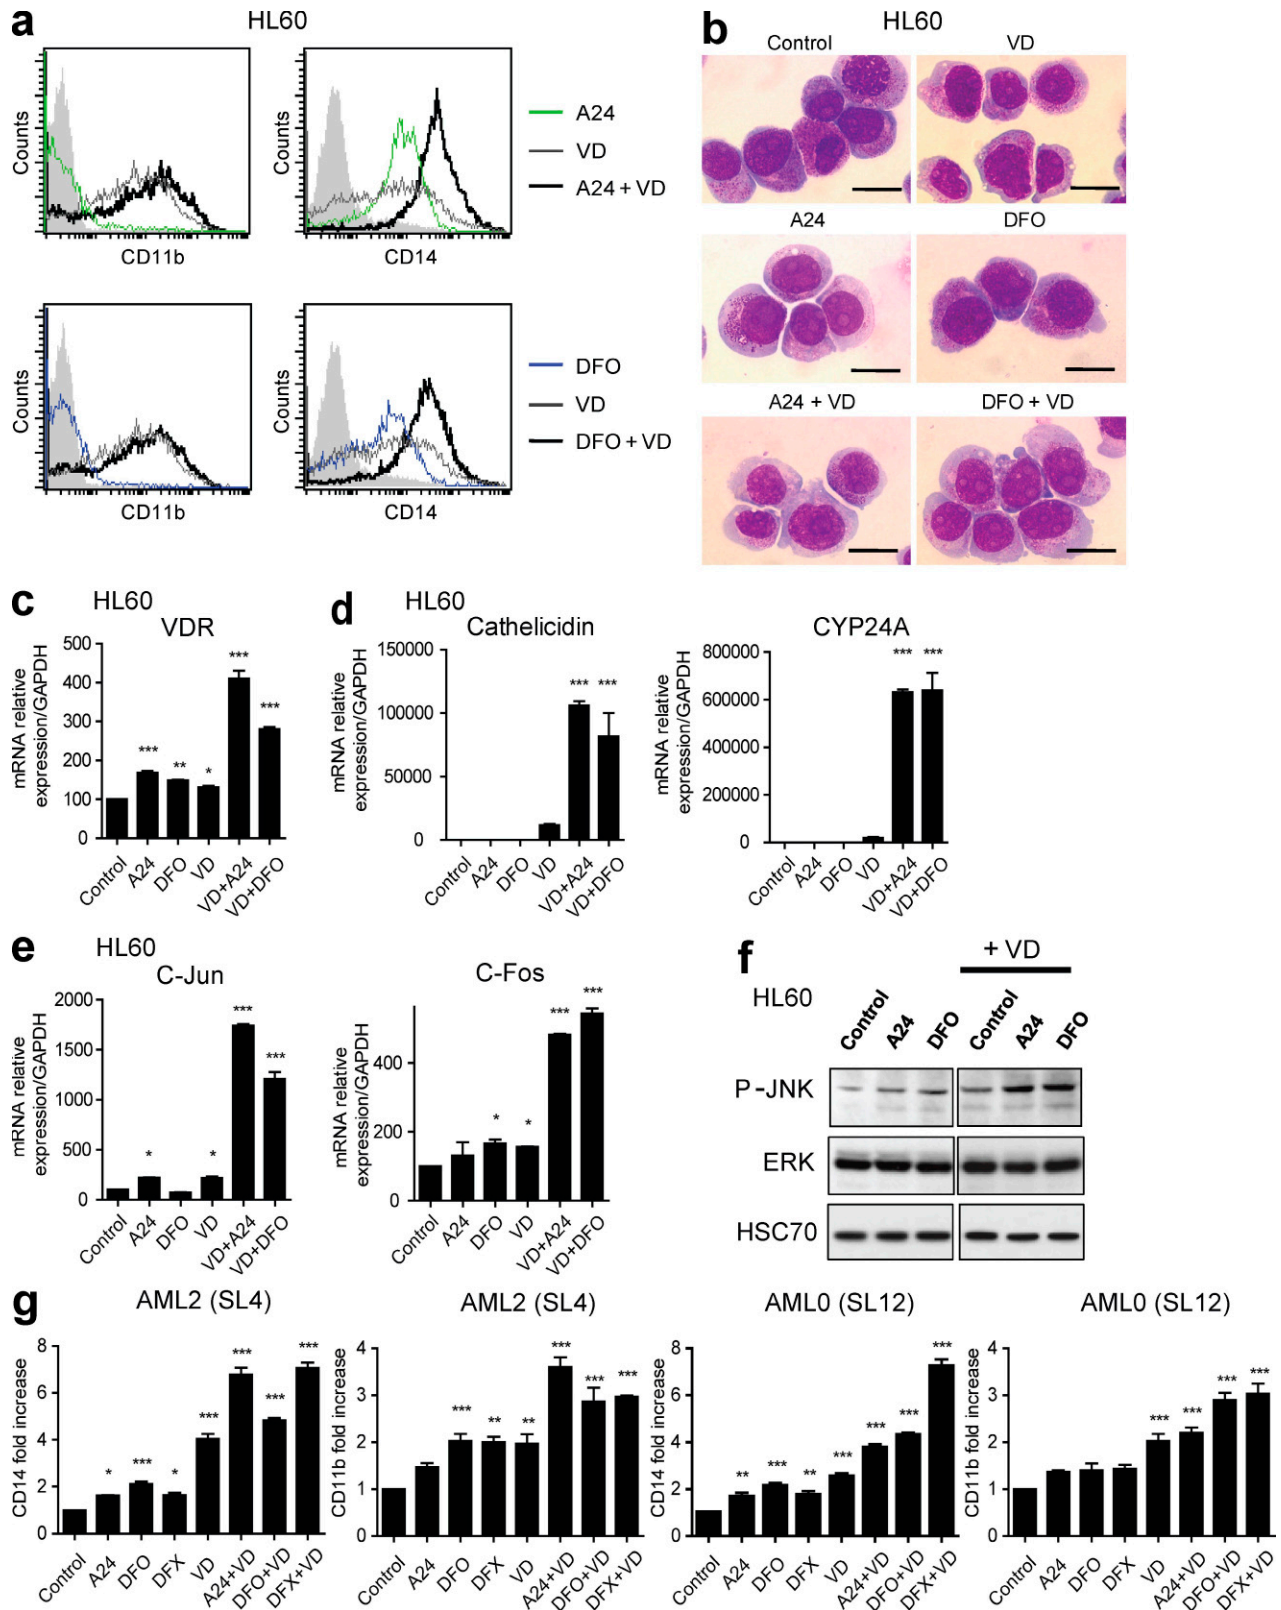 a
HL60
Counts
CD11b
Counts
CD14
A24
VD
A24 + VD
Counts
CD11b
Counts
CD14
DFO
VD
DFO + VD
b
HL60
Control
VD
A24
DFO
A24 + VD
DFO + VD
c
HL60
VDR
mRNA relative
expression/GAPDH
500
400
300
200
100
0
***
**
*
***
***
Control
A24
DFO
VD
VD+A24
VD+DFO
d
HL60
Cathelicidin
mRNA relative
expression/GAPDH
150000
100000
50000
0
***
***
Control
A24
DFO
VD
VD+A24
VD+DFO
CYP24A
mRNA relative
expression/GAPDH
800000
600000
400000
200000
0
***
***
Control
A24
DFO
VD
VD+A24
VD+DFO
e
HL60
C-Jun
mRNA relative
expression/GAPDH
2000
1500
1000
500
0
*
*
***
***
Control
A24
DFO
VD
VD+A24
VD+DFO
C-Fos
mRNA relative
expression/GAPDH
400
200
0
*
*
***
***
Control
A24
DFO
VD
VD+A24
VD+DFO
f
HL60
+ VD
Control
A24
DFO
Control
A24
DFO
P-JNK
ERK
HSC70
g
AML2 (SL4)
CD14 fold increase
8
6
4
2
0
*
***
*
***
***
***
***
Control
A24
DFO
DFX
VD
A24+VD
DFO+VD
DFX+VD
AML2 (SL4)
CD11b fold increase
4
3
2
1
0
***
**
**
***
***
***
Control
A24
DFO
DFX
VD
A24+VD
DFO+VD
DFX+VD
AML0 (SL12)
CD14 fold increase
8
6
4
2
0
**
***
**
***
***
***
***
Control
A24
DFO
DFX
VD
A24+VD
DFO+VD
DFX+VD
AML0 (SL12)
CD11b fold increase
4
3
2
1
0
***
***
***
***
Control
A24
DFO
DFX
VD
A24+VD
DFO+VD
DFX+VD